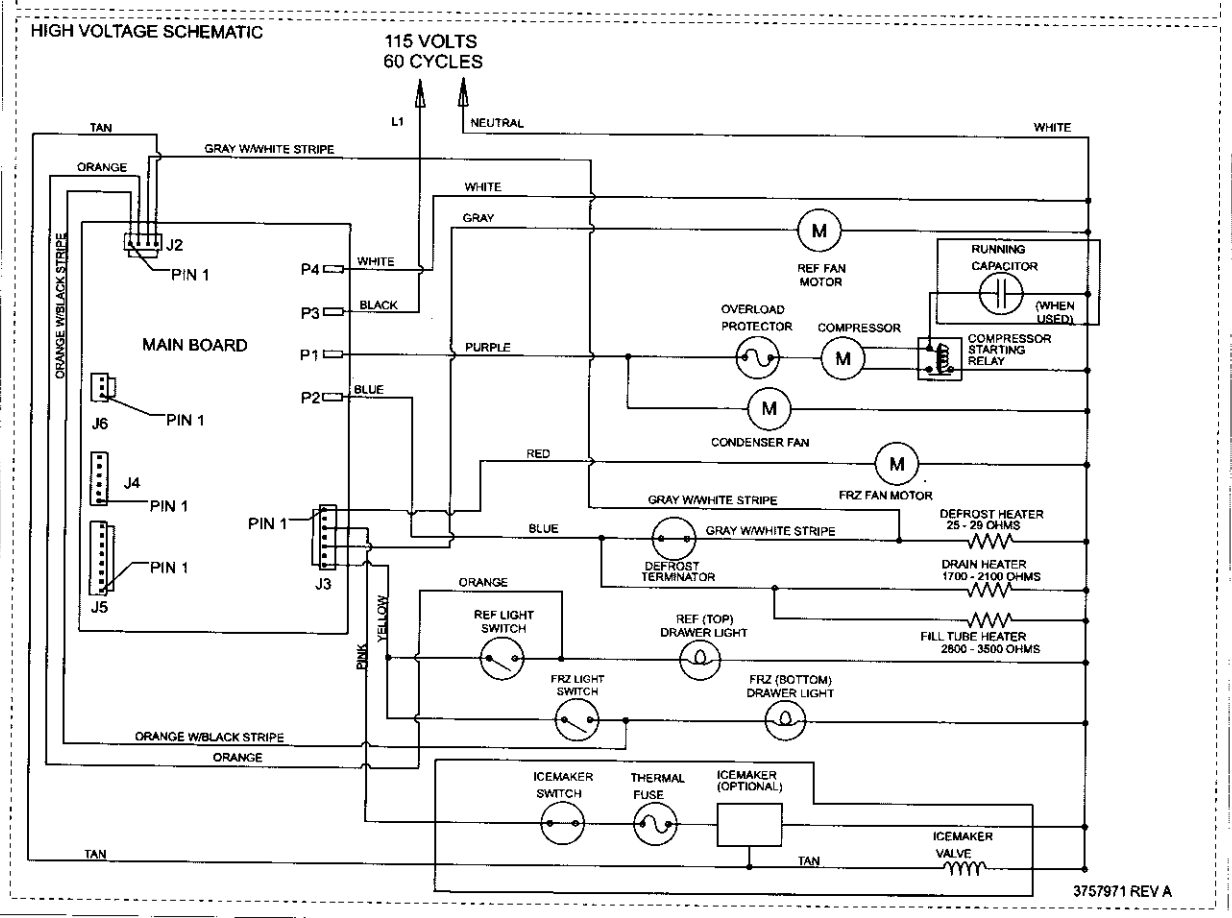 HIGH VOLTAGE SCHEMATIC
115 VOLTS
60 CYCLES
L1
NEUTRAL
WHITE
TAN
GRAY W/WHITE STRIPE
ORANGE
WHITE
GRAY
M
REF FAN
MOTOR
J2
PIN 1
ORANGE W/BLACK STRIPE
P4
WHITE
P3
BLACK
RUNNING
CAPACITOR
(WHEN
USED)
OVERLOAD
PROTECTOR
COMPRESSOR
M
COMPRESSOR
STARTING
RELAY
MAIN BOARD
P1
PURPLE
P2
BLUE
M
CONDENSER FAN
J6
PIN 1
RED
M
FRZ FAN MOTOR
J4
PIN 1
PIN 1
GRAY W/WHITE STRIPE
DEFROST HEATER
25 - 29 OHMS
BLUE
GRAY W/WHITE STRIPE
DEFROST
TERMINATOR
DRAIN HEATER
1700 - 2100 OHMS
PIN 1
J5
J3
ORANGE
YELLOW
PINK
REF LIGHT
SWITCH
REF (TOP)
DRAWER LIGHT
FILL TUBE HEATER
2800 - 3500 OHMS
FRZ LIGHT
SWITCH
FRZ (BOTTOM)
DRAWER LIGHT
ORANGE W/BLACK STRIPE
ORANGE
ICEMAKER
SWITCH
THERMAL
FUSE
ICEMAKER
(OPTIONAL)
ICEMAKER
VALVE
TAN
TAN
3757971 REV A